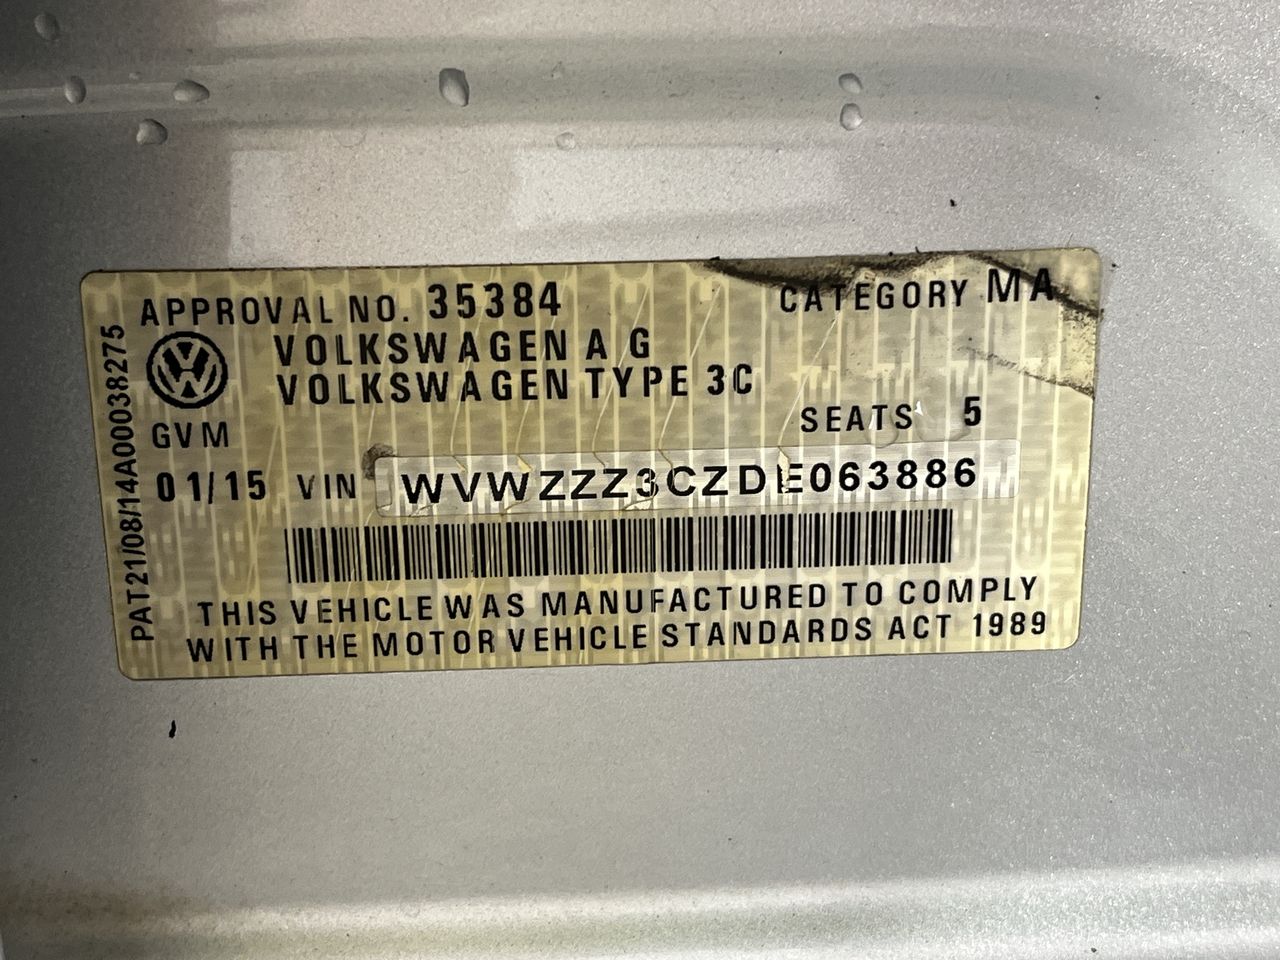 APPROVAL NO. 35384
CATEGORY MA
VOLKSWAGEN A G
VOLKSWAGEN TYPE 3C
SEATS 5
GVM
01/15 VIN WVWZZZ3CZDE063886
THIS VEHICLE WAS MANUFACTURED TO COMPLY
WITH THE MOTOR VEHICLE STANDARDS ACT 1989
PAT21/08/14A00038275